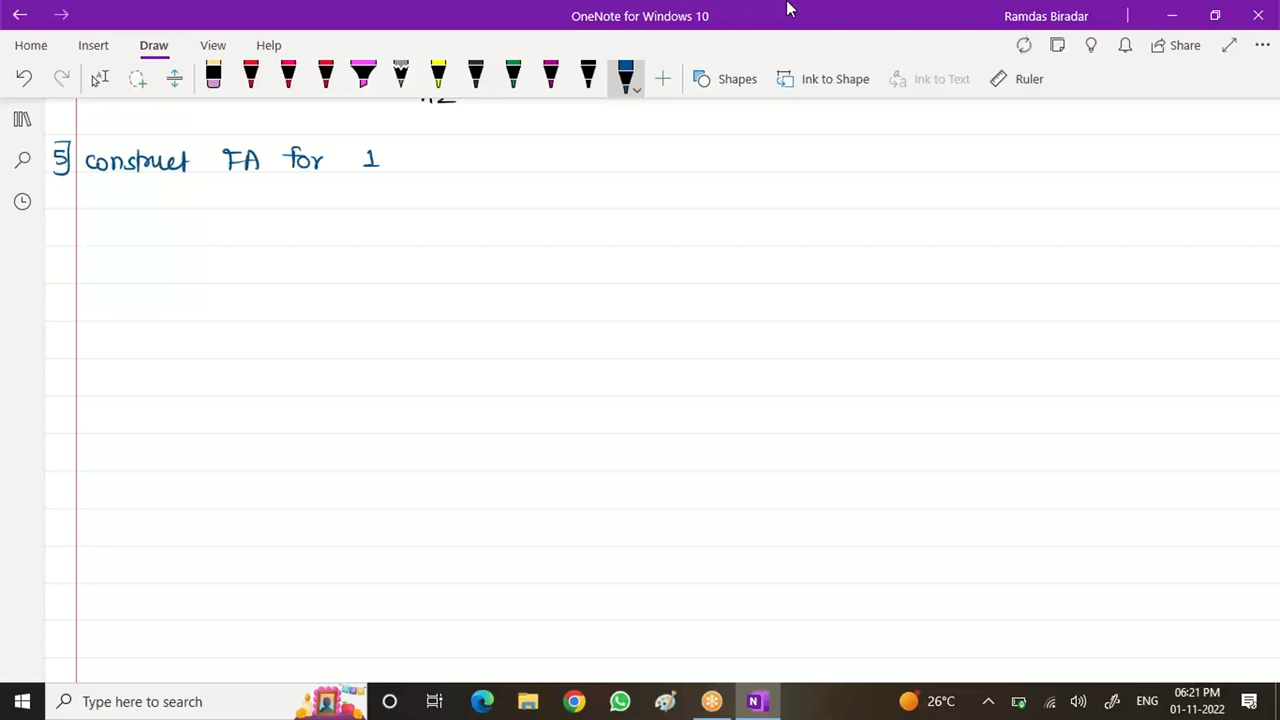 OneNote for Windows 10
Ramdas Biradar
Home Insert Draw View Help
Share
Shapes Ink to Shape Ink to Text Ruler
5] construct FA for 1
Type here to search
26°C
ENG
06:21 PM
01-11-2022